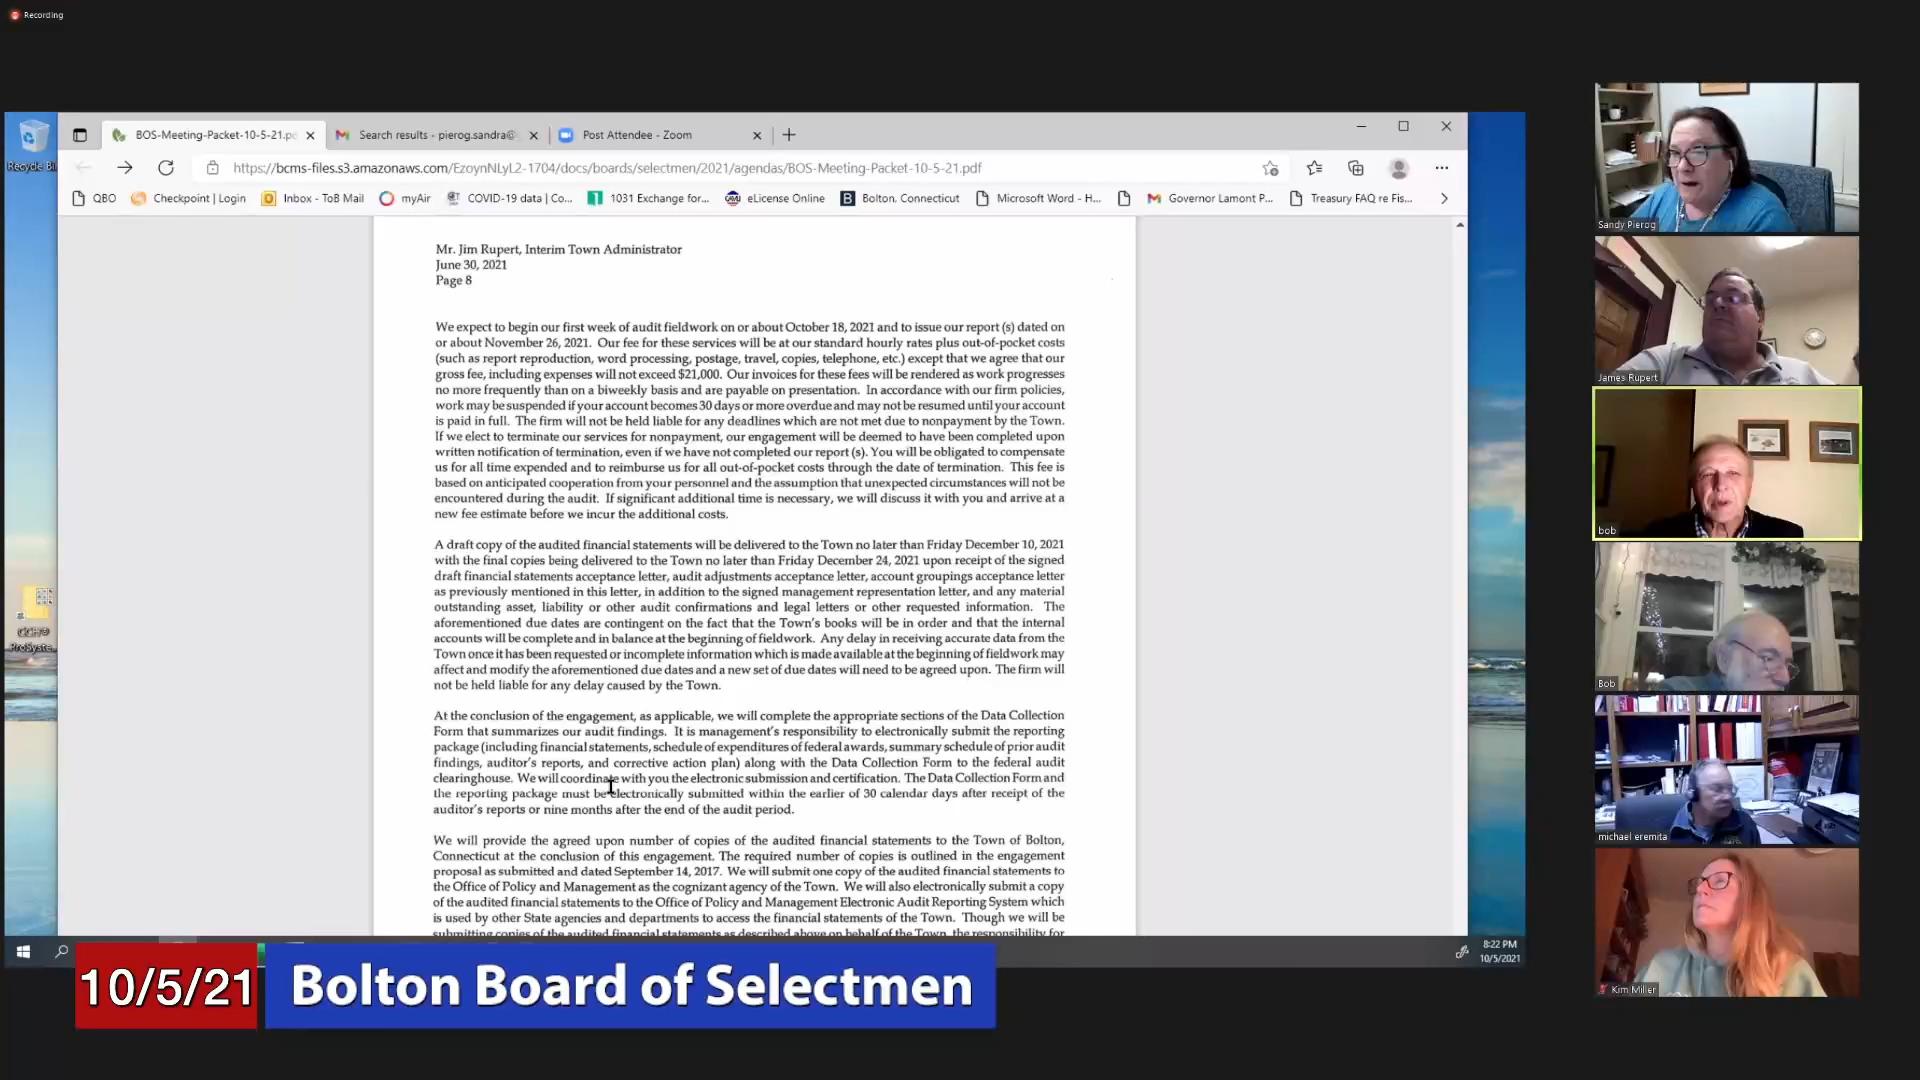 Recording
BOS-Meeting-Packet-10-5-21.p
Search results - pierog.sandra@
Post Attendee - Zoom
https://bcms-files.s3.amazonaws.com/EzoynNLyL2-1704/docs/boards/selectmen/2021/agendas/BOS-Meeting-Packet-10-5-21.pdf
QBO
Checkpoint | Login
Inbox - ToB Mail
myAir
COVID-19 data | Co...
1031 Exchange for...
eLicense Online
Bolton, Connecticut
Microsoft Word - H...
Governor Lamont P...
Treasury FAQ re Fis...
Recycle Bi
Mr. Jim Rupert, Interim Town Administrator
June 30, 2021
Page 8
We expect to begin our first week of audit fieldwork on or about October 18, 2021 and to issue our report (s) dated on
or about November 26, 2021. Our fee for these services will be at our standard hourly rates plus out-of-pocket costs
(such as report reproduction, word processing, postage, travel, copies, telephone, etc.) except that we agree that our
gross fee, including expenses will not exceed $21,000. Our invoices for these fees will be rendered as work progresses
no more frequently than on a biweekly basis and are payable on presentation. In accordance with our firm policies,
work may be suspended if your account becomes 30 days or more overdue and may not be resumed until your account
is paid in full. The firm will not be held liable for any deadlines which are not met due to nonpayment by the Town.
If we elect to terminate our services for nonpayment, our engagement will be deemed to have been completed upon
written notification of termination, even if we have not completed our report (s). You will be obligated to compensate
us for all time expended and to reimburse us for all out-of-pocket costs through the date of termination. This fee is
based on anticipated cooperation from your personnel and the assumption that unexpected circumstances will not be
encountered during the audit. If significant additional time is necessary, we will discuss it with you and arrive at a
new fee estimate before we incur the additional costs.
A draft copy of the audited financial statements will be delivered to the Town no later than Friday December 10, 2021
with the final copies being delivered to the Town no later than Friday December 24, 2021 upon receipt of the signed
draft financial statements acceptance letter, audit adjustments acceptance letter, account groupings acceptance letter
as previously mentioned in this letter, in addition to the signed management representation letter, and any material
outstanding asset, liability or other audit confirmations and legal letters or other requested information. The
aforementioned due dates are contingent on the fact that the Town's books will be in order and that the internal
accounts will be complete and in balance at the beginning of fieldwork. Any delay in receiving accurate data from the
Town once it has been requested or incomplete information which is made available at the beginning of fieldwork may
affect and modify the aforementioned due dates and a new set of due dates will need to be agreed upon. The firm will
not be held liable for any delay caused by the Town.
At the conclusion of the engagement, as applicable, we will complete the appropriate sections of the Data Collection
Form that summarizes our audit findings. It is management's responsibility to electronically submit the reporting
package (including financial statements, schedule of expenditures of federal awards, summary schedule of prior audit
findings, auditor's reports, and corrective action plan) along with the Data Collection Form to the federal audit
clearinghouse. We will coordinate with you the electronic submission and certification. The Data Collection Form and
the reporting package must be electronically submitted within the earlier of 30 calendar days after receipt of the
auditor's reports or nine months after the end of the audit period.
We will provide the agreed upon number of copies of the audited financial statements to the Town of Bolton,
Connecticut at the conclusion of this engagement. The required number of copies is outlined in the engagement
proposal as submitted and dated September 14, 2017. We will submit one copy of the audited financial statements to
the Office of Policy and Management as the cognizant agency of the Town. We will also electronically submit a copy
of the audited financial statements to the Office of Policy and Management Electronic Audit Reporting System which
is used by other State agencies and departments to access the financial statements of the Town. Though we will be
submitting copies of the audited financial statements as described above on behalf of the Town, the responsibility for
CCH®
ProSyste...
8:22 PM
10/5/2021
10/5/21
Bolton Board of Selectmen
Sandy Pierog
James Rupert
bob
Bob
michael eremita
Kim Miller